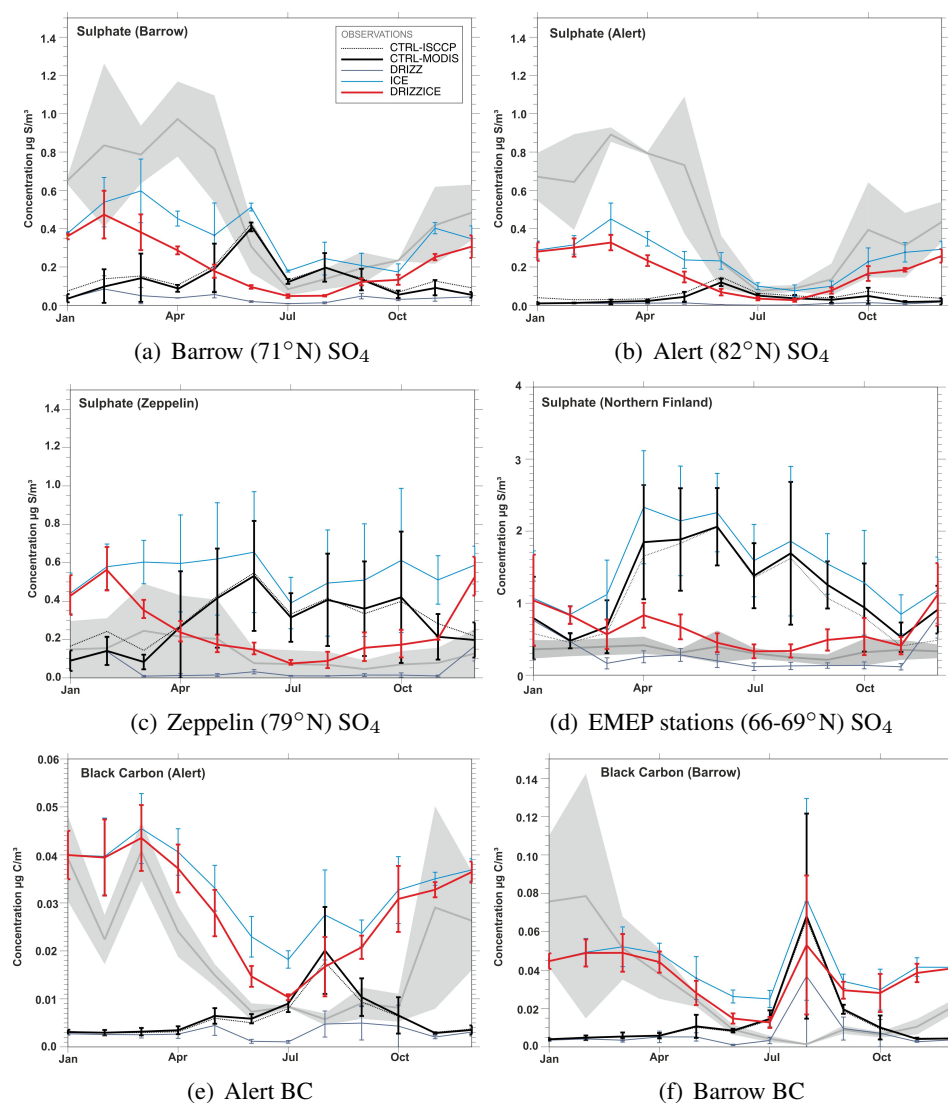 Sulphate (Barrow)
OBSERVATIONS
CTRL-ISCCP
CTRL-MODIS
DRIZZ
ICE
DRIZZICE
Concentration µg S/m³
1.4
1.2
1.0
0.8
0.6
0.4
0.2
0.0
Jan Apr Jul Oct
(a) Barrow (71°N) SO₄
Sulphate (Alert)
Concentration µg S/m³
1.4
1.2
1.0
0.8
0.6
0.4
0.2
0.0
Jan Apr Jul Oct
(b) Alert (82°N) SO₄
Sulphate (Zeppelin)
Concentration µg S/m³
1.4
1.2
1.0
0.8
0.6
0.4
0.2
0.0
Jan Apr Jul Oct
(c) Zeppelin (79°N) SO₄
Sulphate (Northern Finland)
Concentration µg S/m³
4
3
2
1
0
Jan Apr Jul Oct
(d) EMEP stations (66-69°N) SO₄
Black Carbon (Alert)
Concentration µg C/m³
0.06
0.05
0.04
0.03
0.02
0.01
0.0
Jan Apr Jul Oct
(e) Alert BC
Black Carbon (Barrow)
Concentration µg C/m³
0.14
0.12
0.10
0.08
0.06
0.04
0.02
0.00
Jan Apr Jul Oct
(f) Barrow BC